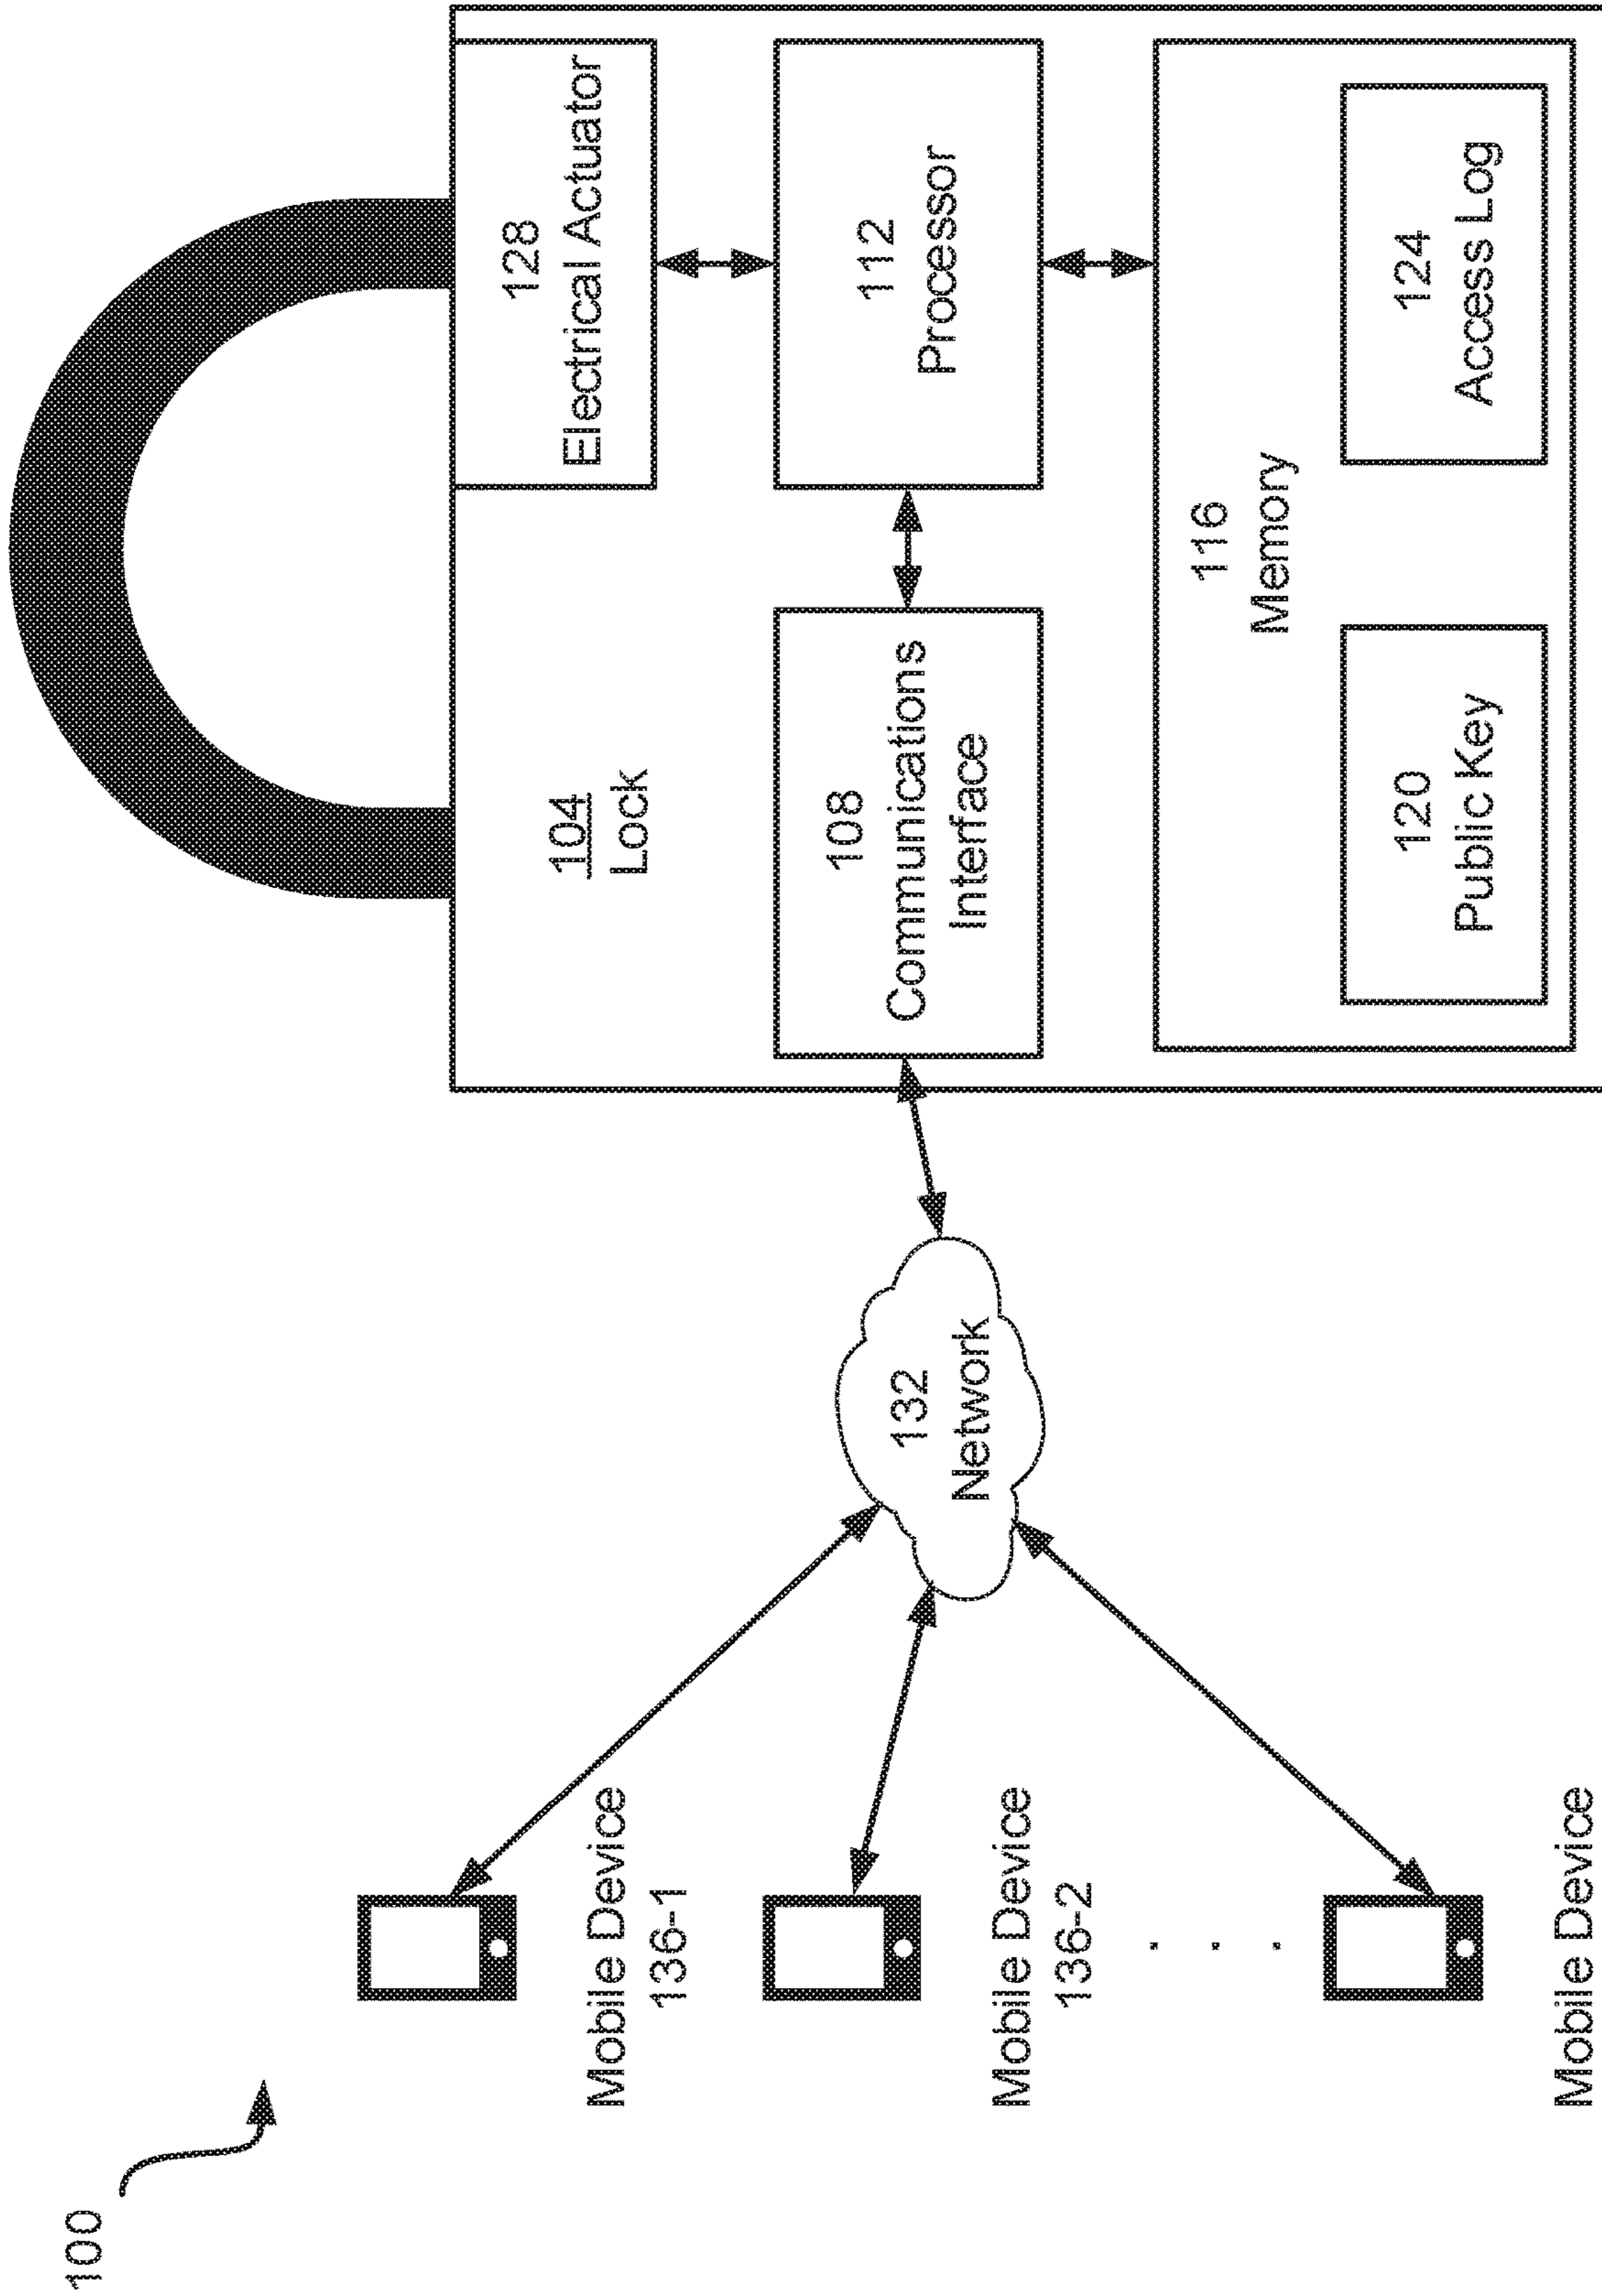 100
Mobile Device
136-1
Mobile Device
136-2
. . .
Mobile Device
132
Network
104
Lock
108
Communications
Interface
128
Electrical Actuator
112
Processor
116
Memory
120
Public Key
124
Access Log